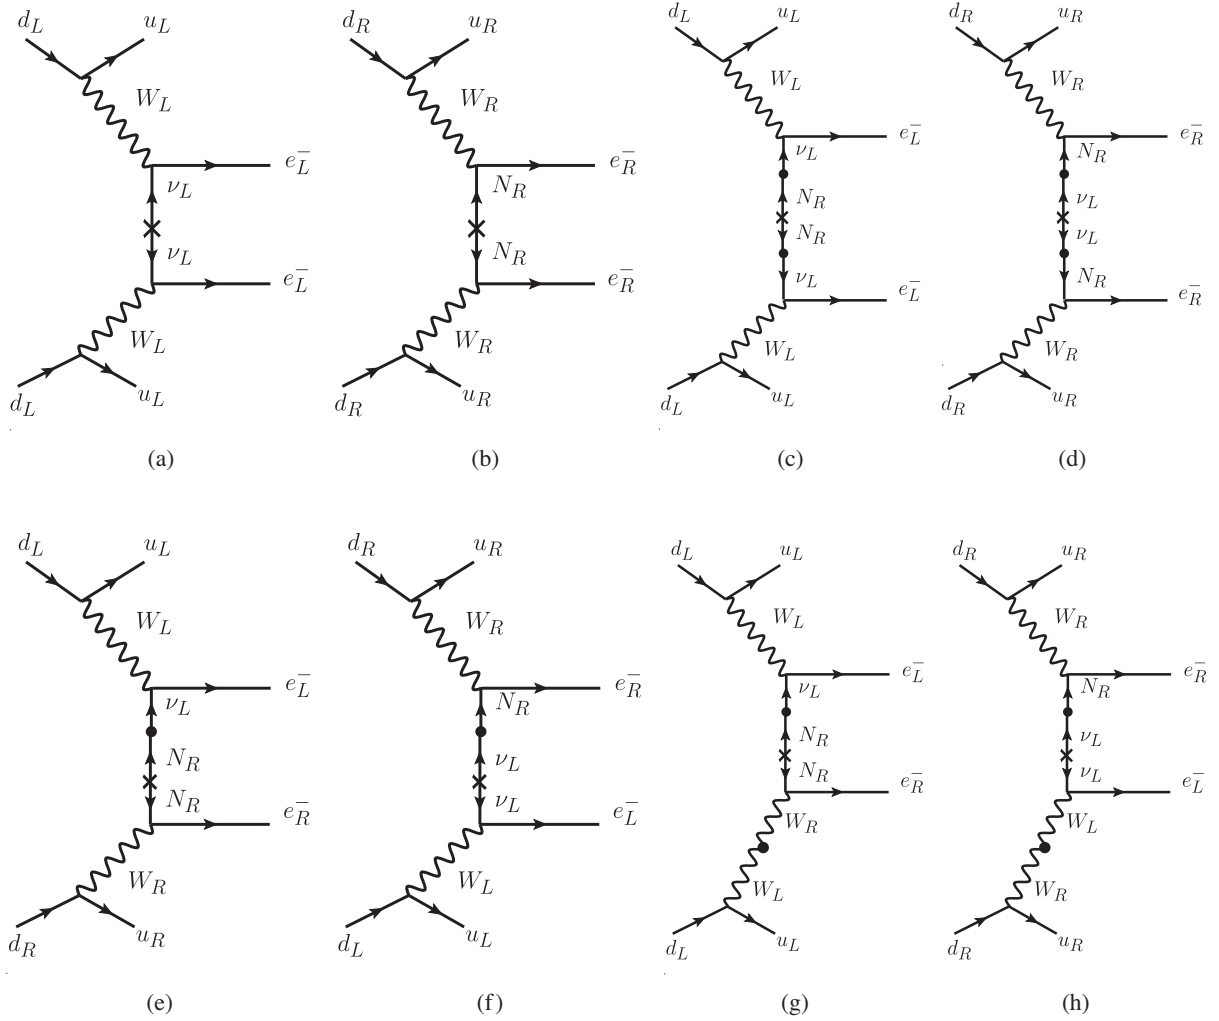 d_L u_L d_R u_R d_L u_L d_R u_R
W_L W_R W_L W_R
e_L^- e_R^- e_L^- e_R^-
ν_L N_R ν_L N_R
N_R ν_L
ν_L N_R N_R ν_L
e_L^- e_R^- ν_L e_L^- N_R e_R^-
W_L W_R W_L W_R
d_L u_L d_R u_R d_L u_L d_R u_R
(a) (b) (c) (d)
d_L u_L d_R u_R d_L u_L d_R u_R
W_L W_R W_L W_R
e_L^- e_R^- e_L^- e_R^-
ν_L N_R ν_L N_R
N_R ν_L N_R ν_L
N_R ν_L N_R ν_L
e_R^- e_L^- e_R^- e_L^-
W_R W_L
W_R W_L W_L W_R
d_R u_R d_L u_L d_L u_L d_R u_R
(e) (f) (g) (h)